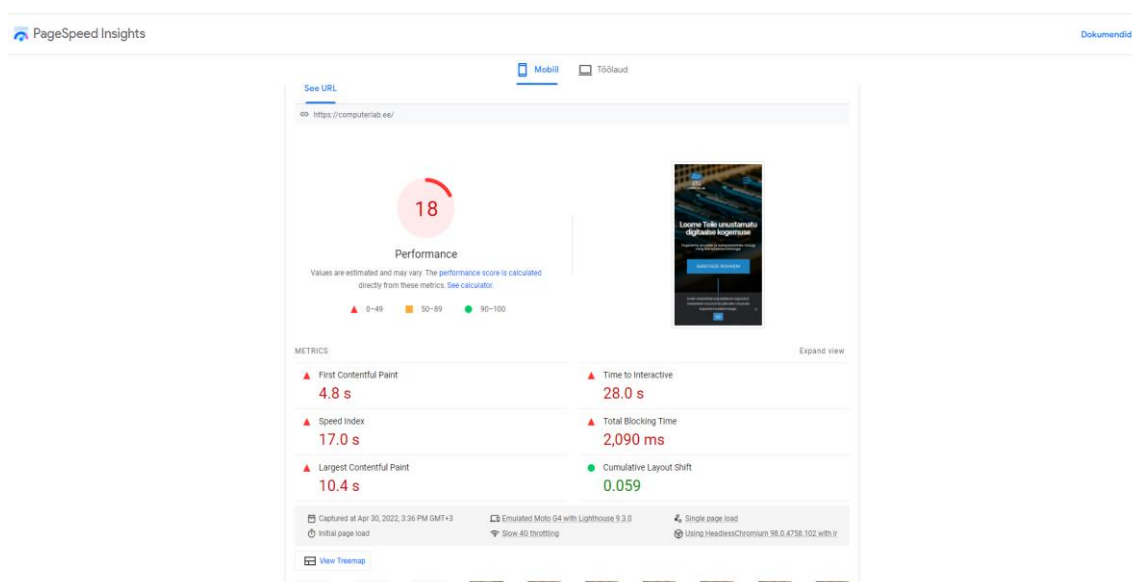 PageSpeed Insights
Dokumendid
Mobiil
Töölaud
See URL
https://computerlab.ee/
18
Performance
Values are estimated and may vary. The performance score is calculated
directly from these metrics. See calculator.
0–49
50–89
90–100
Loome Teile unustamatu
digitaalse kogemuse
METRICS
Expand view
First Contentful Paint
4.8 s
Time to Interactive
28.0 s
Speed Index
17.0 s
Total Blocking Time
2,090 ms
Largest Contentful Paint
10.4 s
Cumulative Layout Shift
0.059
Captured at Apr 30, 2022, 3:36 PM GMT+3
Emulated Moto G4 with Lighthouse 9.3.0
Single page load
Initial page load
Slow 4G throttling
Using HeadlessChromium 98.0.4758.102 with lr
View Treemap